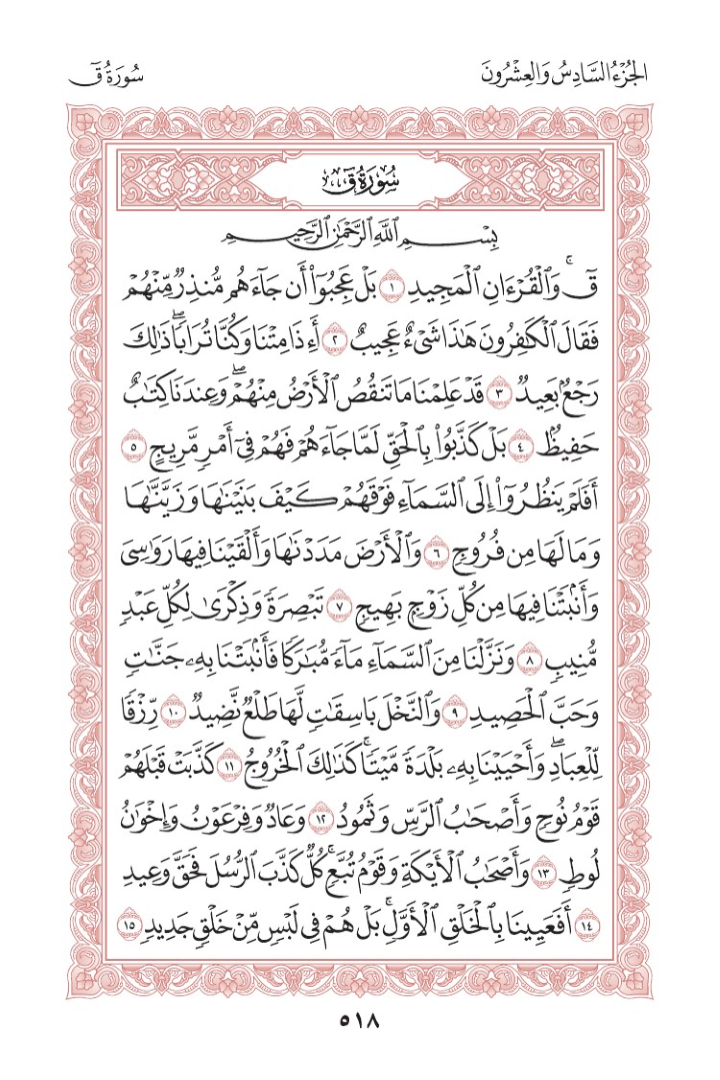 الجُزْءُ السَّادِسُ وَالعِشْرُونَ
سُورَةُ قٓ
سُورَةُ قٓ
بِسْمِ ٱللَّهِ ٱلرَّحْمَٰنِ ٱلرَّحِيمِ
قٓۚ وَٱلْقُرْءَانِ ٱلْمَجِيدِ ١ بَلْ عَجِبُوٓا۟ أَن جَآءَهُم مُّنذِرٌ مِّنْهُمْ
فَقَالَ ٱلْكَٰفِرُونَ هَٰذَا شَىْءٌ عَجِيبٌ ٢ أَءِذَا مِتْنَا وَكُنَّا تُرَابًاۖ ذَٰلِكَ
رَجْعٌۢ بَعِيدٌ ٣ قَدْ عَلِمْنَا مَا تَنقُصُ ٱلْأَرْضُ مِنْهُمْۖ وَعِندَنَا كِتَٰبٌ
حَفِيظٌۢ ٤ بَلْ كَذَّبُوا۟ بِٱلْحَقِّ لَمَّا جَآءَهُمْ فَهُمْ فِىٓ أَمْرٍ مَّرِيجٍ ٥
أَفَلَمْ يَنظُرُوٓا۟ إِلَى ٱلسَّمَآءِ فَوْقَهُمْ كَيْفَ بَنَيْنَٰهَا وَزَيَّنَّٰهَا
وَمَا لَهَا مِن فُرُوجٍ ٦ وَٱلْأَرْضَ مَدَدْنَٰهَا وَأَلْقَيْنَا فِيهَا رَوَٰسِىَ
وَأَنۢبَتْنَا فِيهَا مِن كُلِّ زَوْجٍۭ بَهِيجٍ ٧ تَبْصِرَةً وَذِكْرَىٰ لِكُلِّ عَبْدٍ
مُّنِيبٍ ٨ وَنَزَّلْنَا مِنَ ٱلسَّمَآءِ مَآءً مُّبَٰرَكًا فَأَنۢبَتْنَا بِهِۦ جَنَّٰتٍ
وَحَبَّ ٱلْحَصِيدِ ٩ وَٱلنَّخْلَ بَاسِقَٰتٍ لَّهَا طَلْعٌ نَّضِيدٌ ١٠ رِّزْقًا
لِّلْعِبَادِۖ وَأَحْيَيْنَا بِهِۦ بَلْدَةً مَّيْتًاۚ كَذَٰلِكَ ٱلْخُرُوجُ ١١ كَذَّبَتْ قَبْلَهُمْ
قَوْمُ نُوحٍ وَأَصْحَٰبُ ٱلرَّسِّ وَثَمُودُ ١٢ وَعَادٌ وَفِرْعَوْنُ وَإِخْوَٰنُ
لُوطٍ ١٣ وَأَصْحَٰبُ ٱلْأَيْكَةِ وَقَوْمُ تُبَّعٍۚ كُلٌّ كَذَّبَ ٱلرُّسُلَ فَحَقَّ وَعِيدِ
١٤ أَفَعَيِينَا بِٱلْخَلْقِ ٱلْأَوَّلِۚ بَلْ هُمْ فِى لَبْسٍ مِّنْ خَلْقٍ جَدِيدٍ ١٥
٥١٨